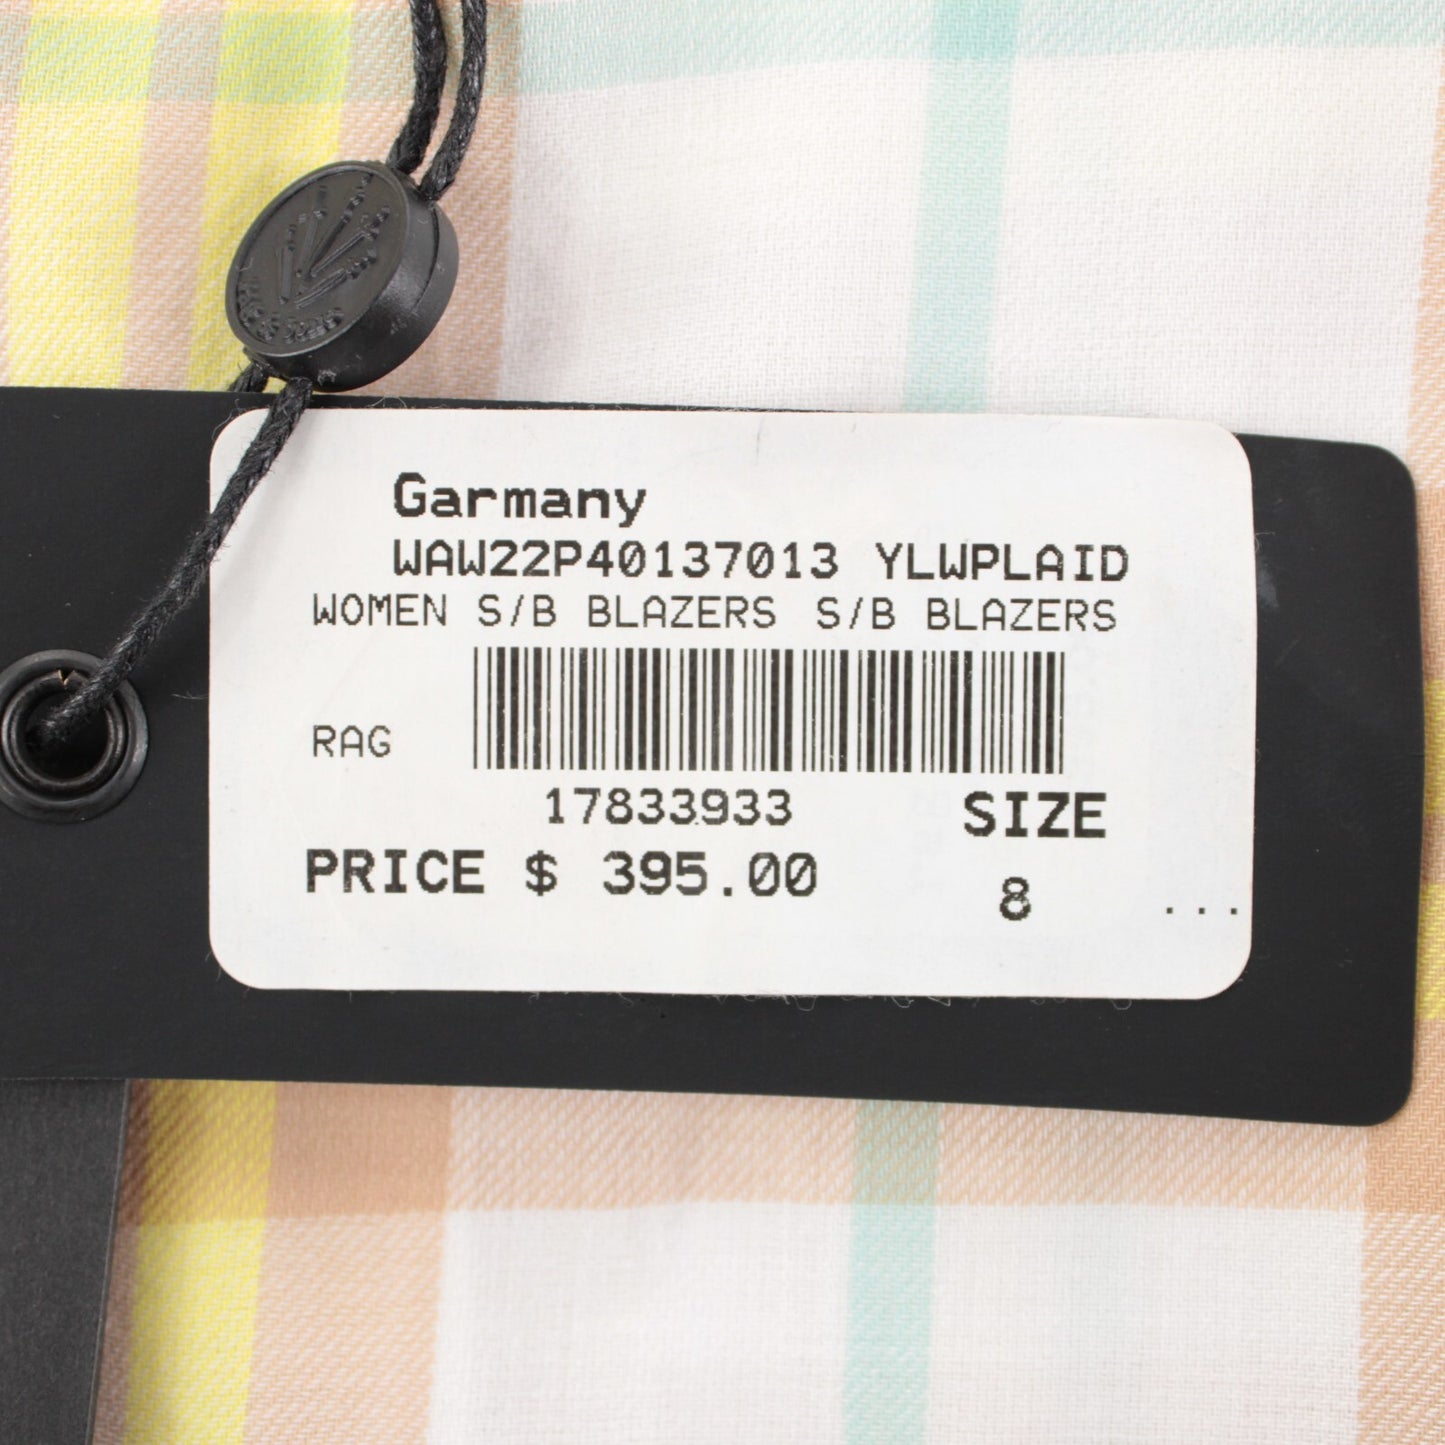 Garmany
WAW22P40137013 YLWPLAID
WOMEN S/B BLAZERS S/B BLAZERS
RAG
17833933
SIZE
PRICE $ 395.00
8
...